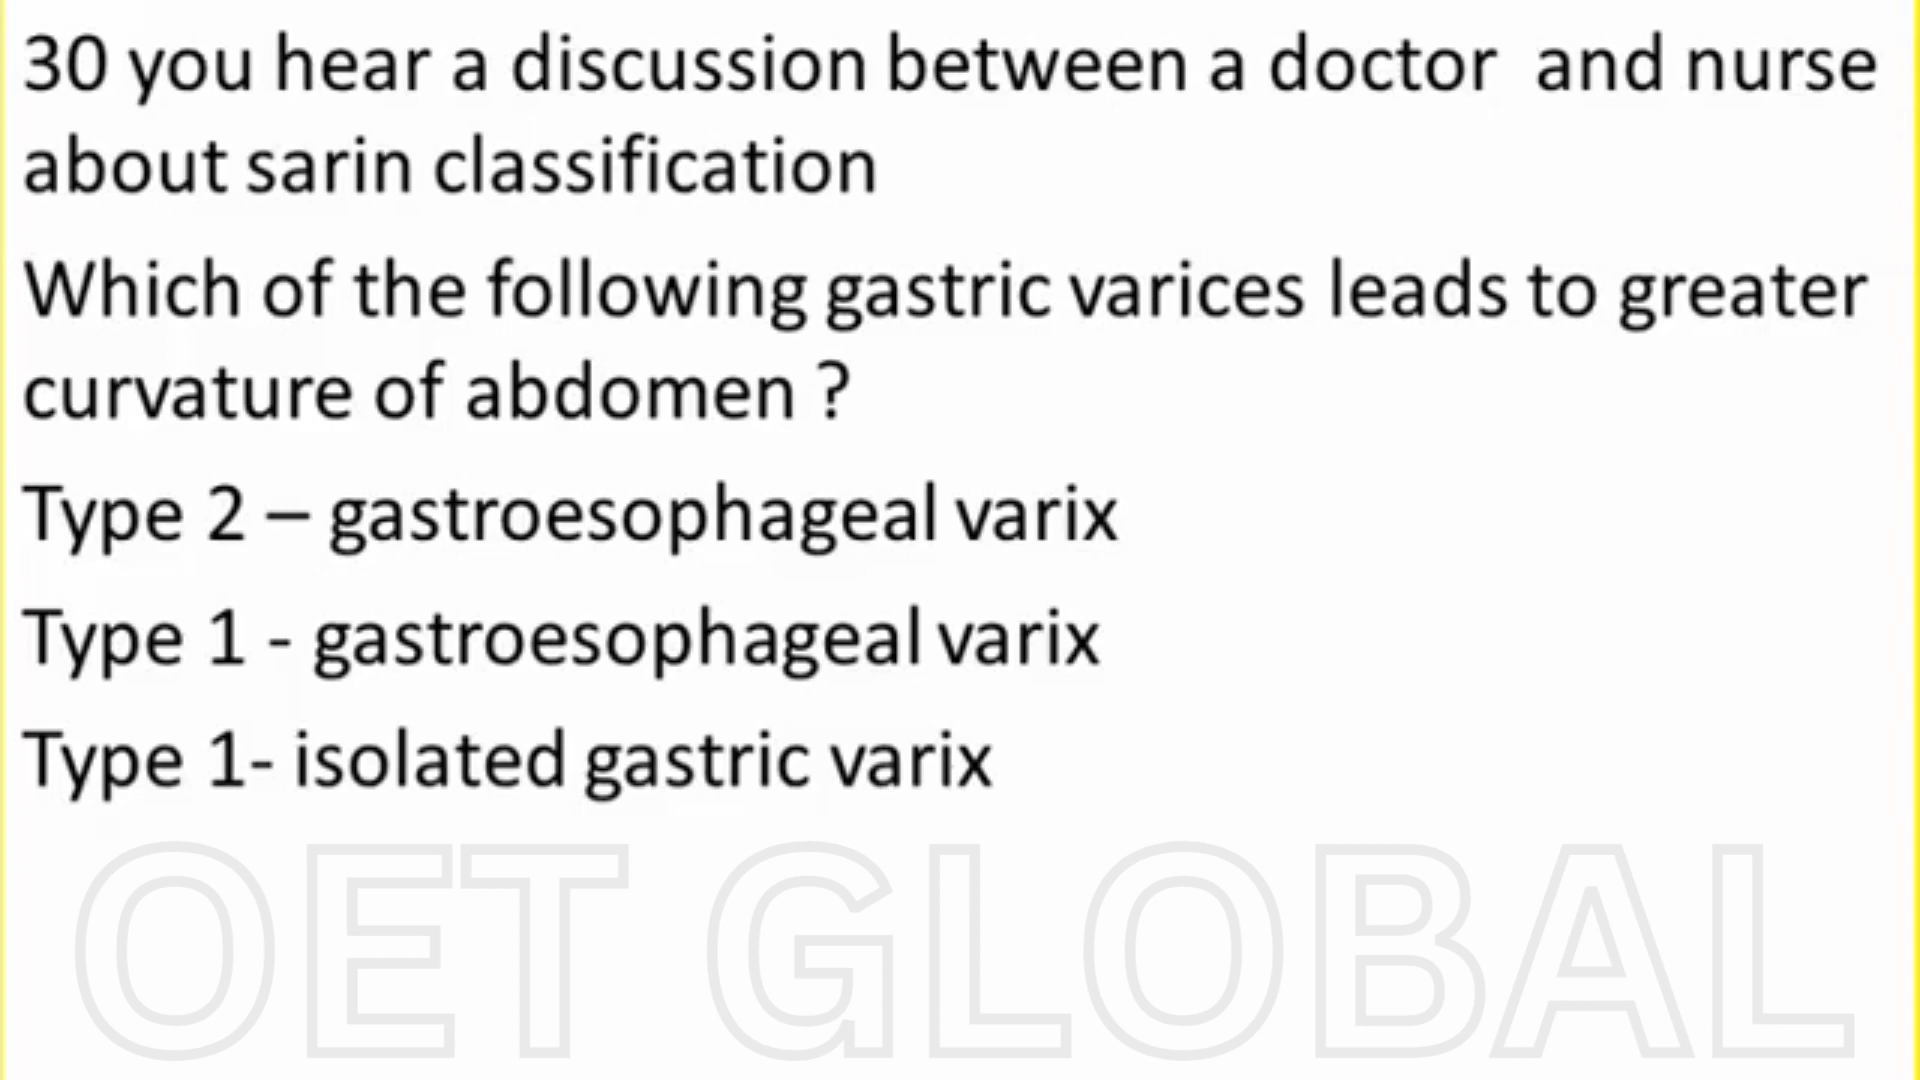 30 you hear a discussion between a doctor  and nurse
about sarin classification
Which of the following gastric varices leads to greater
curvature of abdomen ?
Type 2 – gastroesophageal varix
Type 1 - gastroesophageal varix
Type 1- isolated gastric varix
OET GLOBAL